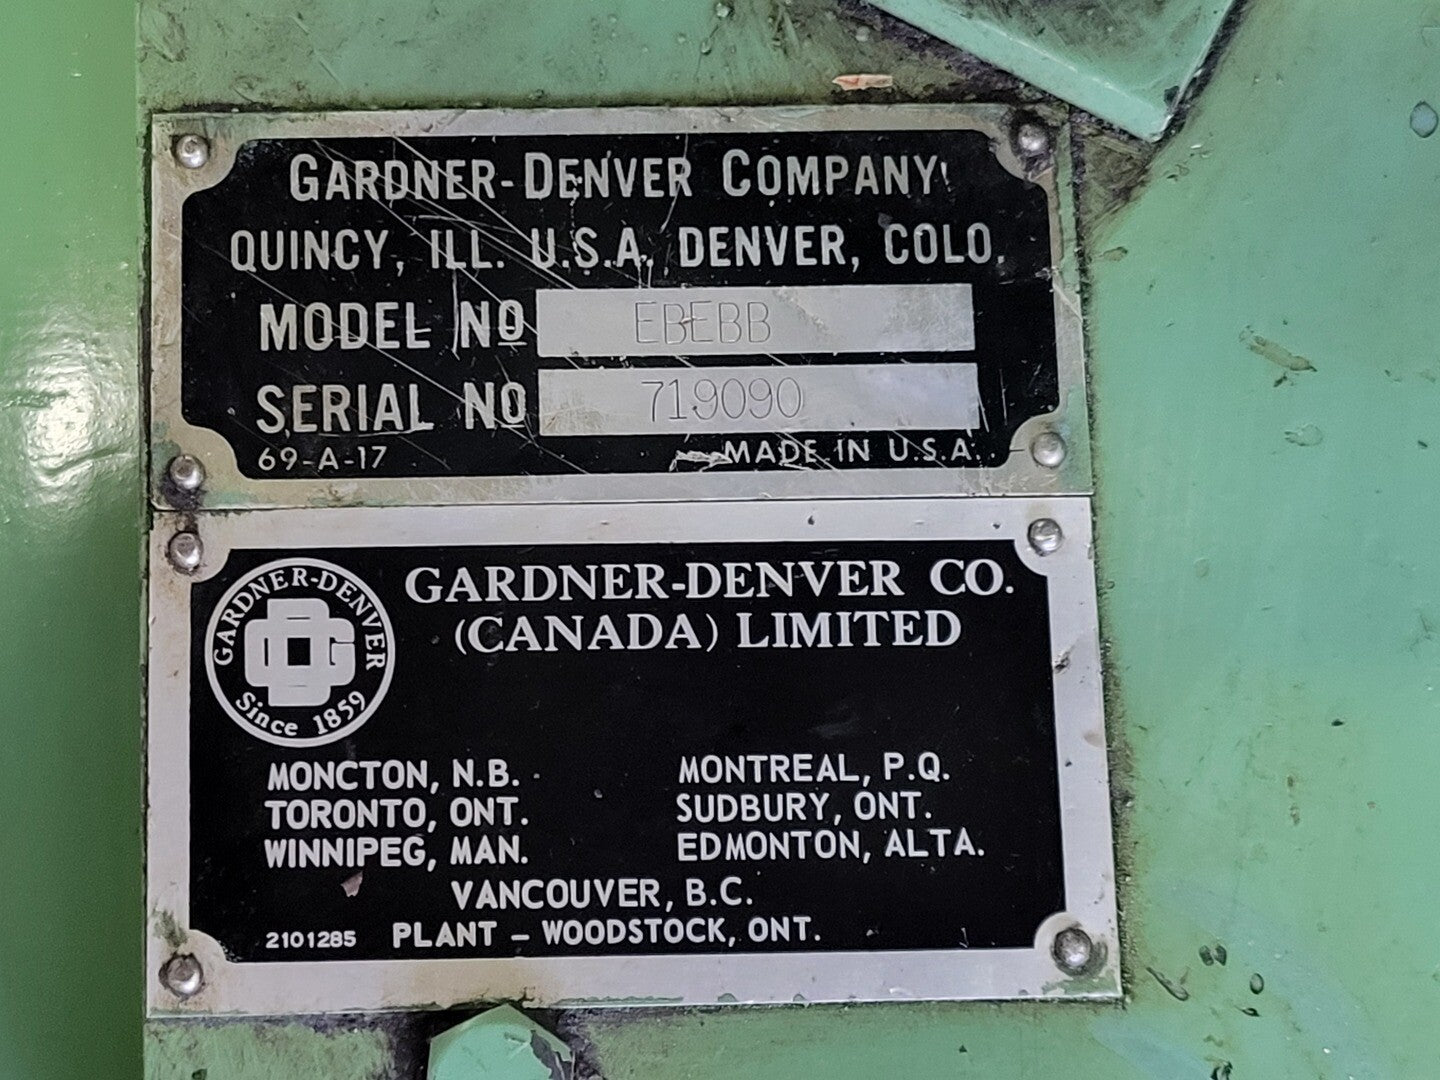 GARDNER-DENVER COMPANY
QUINCY, ILL. U.S.A. DENVER, COLO.
MODEL NO EBEBB
SERIAL NO 719090
69-A-17 MADE IN U.S.A.
GARDNER-DENVER
DG
Since 1859
GARDNER-DENVER CO.
(CANADA) LIMITED
MONCTON, N.B. MONTREAL, P.Q.
TORONTO, ONT. SUDBURY, ONT.
WINNIPEG, MAN. EDMONTON, ALTA.
VANCOUVER, B.C.
2101285 PLANT – WOODSTOCK, ONT.